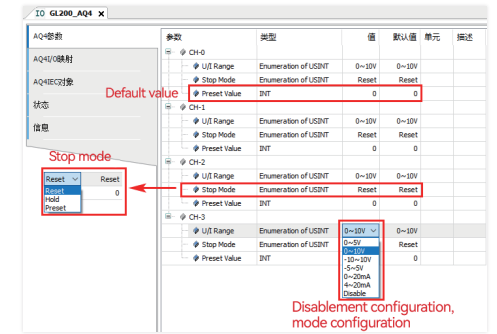 IO GL200_AQ4 x
AQ4参数
AQ4I/O映射
AQ4IEC对象
状态
信息
参数 类型 值 默认值 单元 描述
CH-0
U/I Range Enumeration of USINT 0~10V 0~10V
Stop Mode Enumeration of USINT Reset Reset
Default value
Preset Value INT 0 0
CH-1
U/I Range Enumeration of USINT 0~10V 0~10V
Stop Mode Enumeration of USINT Reset Reset
Preset Value INT 0 0
Stop mode
CH-2
U/I Range Enumeration of USINT 0~10V 0~10V
Stop Mode Enumeration of USINT Reset Reset
Preset Value INT 0 0
Reset Reset
Reset 0
Hold
Preset
CH-3
U/I Range Enumeration of USINT 0~10V 0~10V
Stop Mode Enumeration of USINT Reset
Preset Value INT 0
0~5V
0~10V
-10~10V
-5~5V
0~20mA
4~20mA
Disable
Disablement configuration,
mode configuration